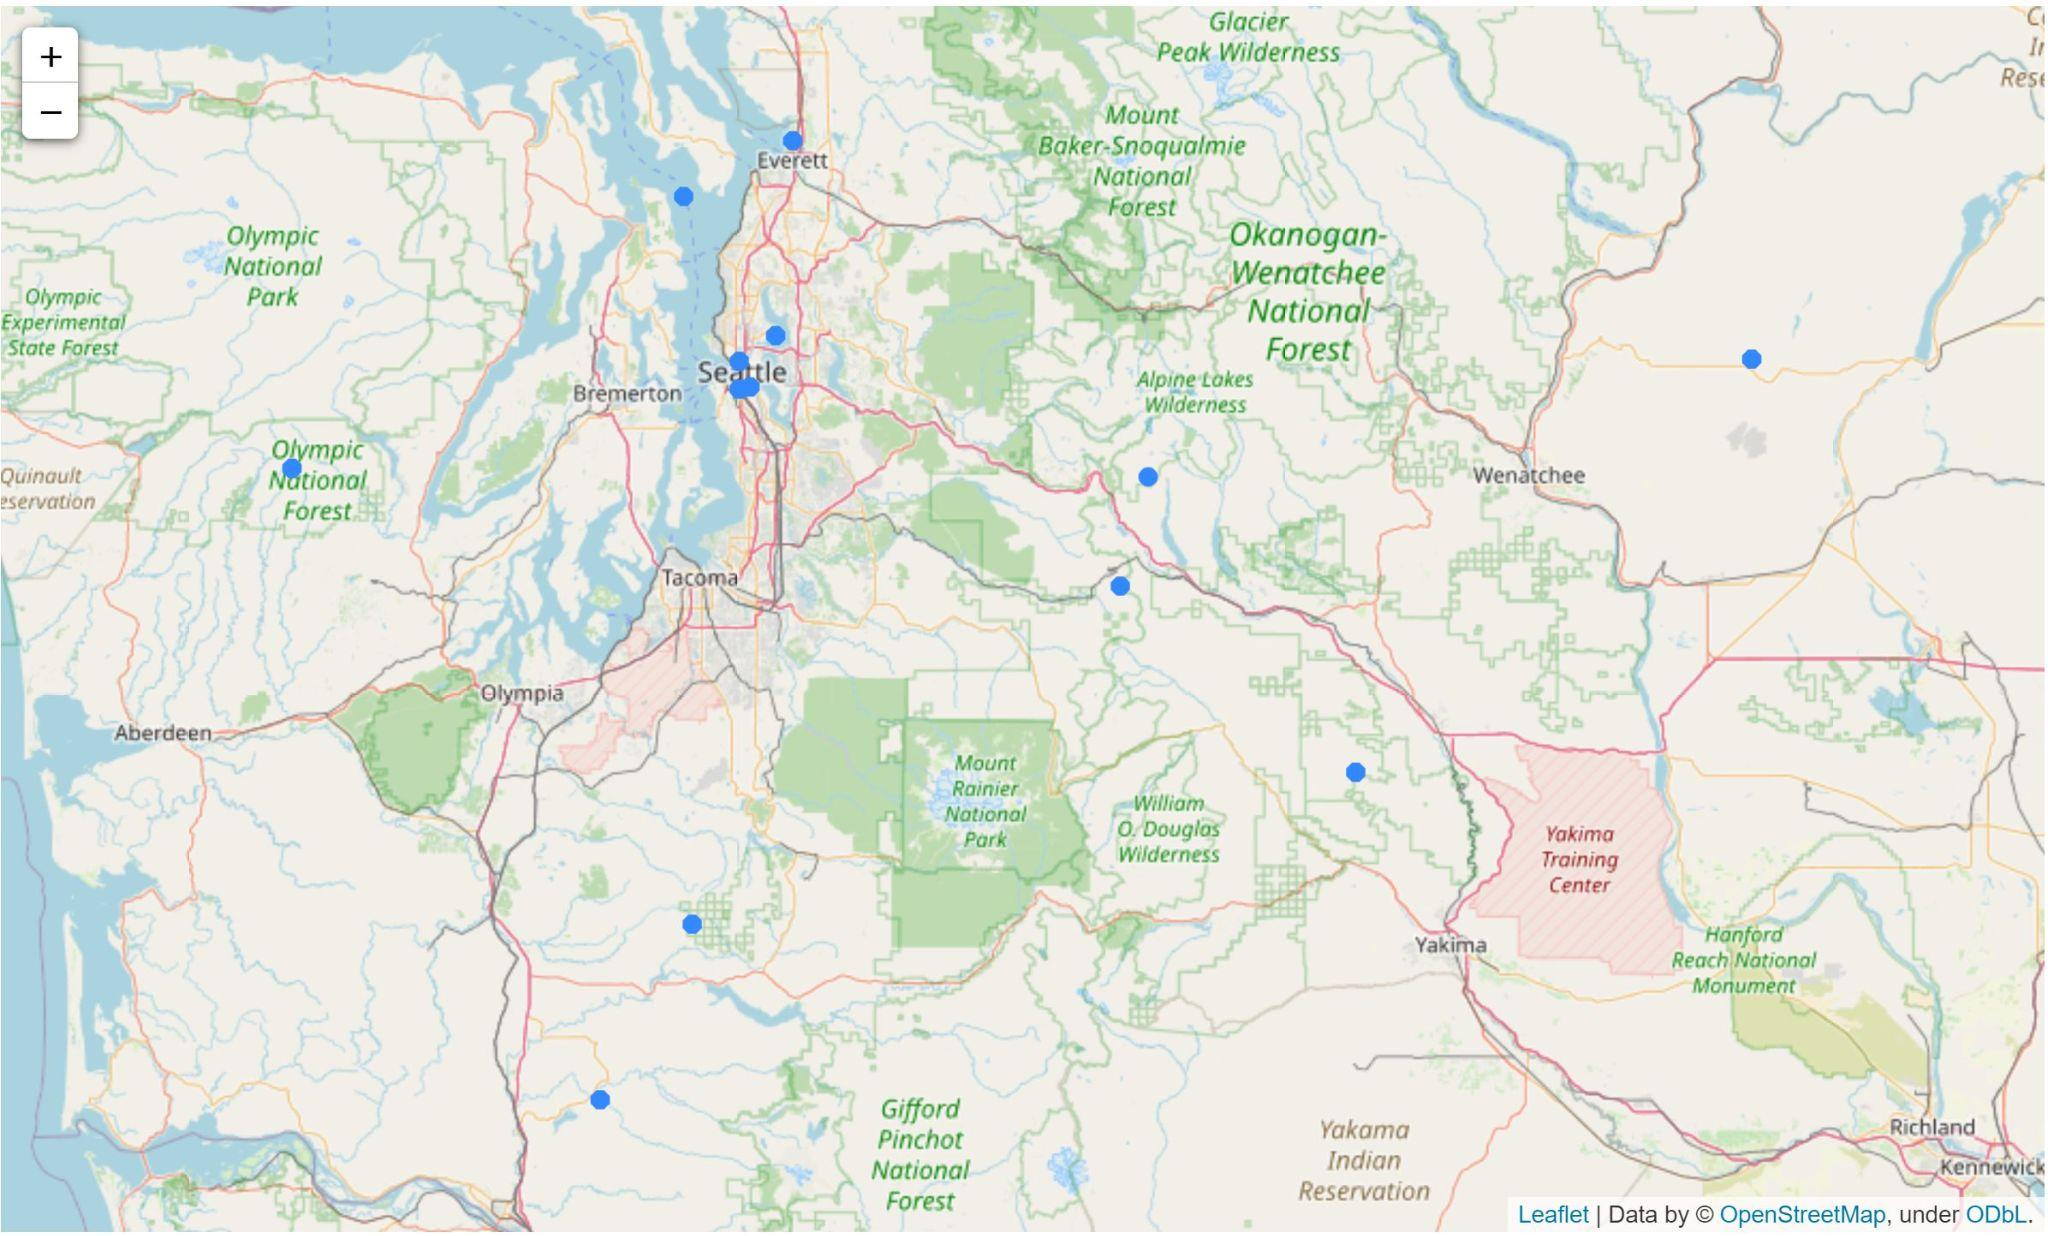 +
−
Glacier
Peak Wilderness
Mount
Baker-Snoqualmie
National
Forest
Everett
Olympic
National
Park
Okanogan-
Wenatchee
National
Forest
Olympic
Experimental
State Forest
Seattle
Bremerton
Alpine Lakes
Wilderness
Olympic
National
Forest
Quinault
Wenatchee
Tacoma
Olympia
Aberdeen
Mount
Rainier
National
Park
William
O. Douglas
Wilderness
Yakima
Training
Center
Yakima
Hanford
Reach National
Monument
Gifford
Pinchot
National
Forest
Yakama
Indian
Reservation
Richland
Kennewick
Leaflet | Data by © OpenStreetMap, under ODbL.